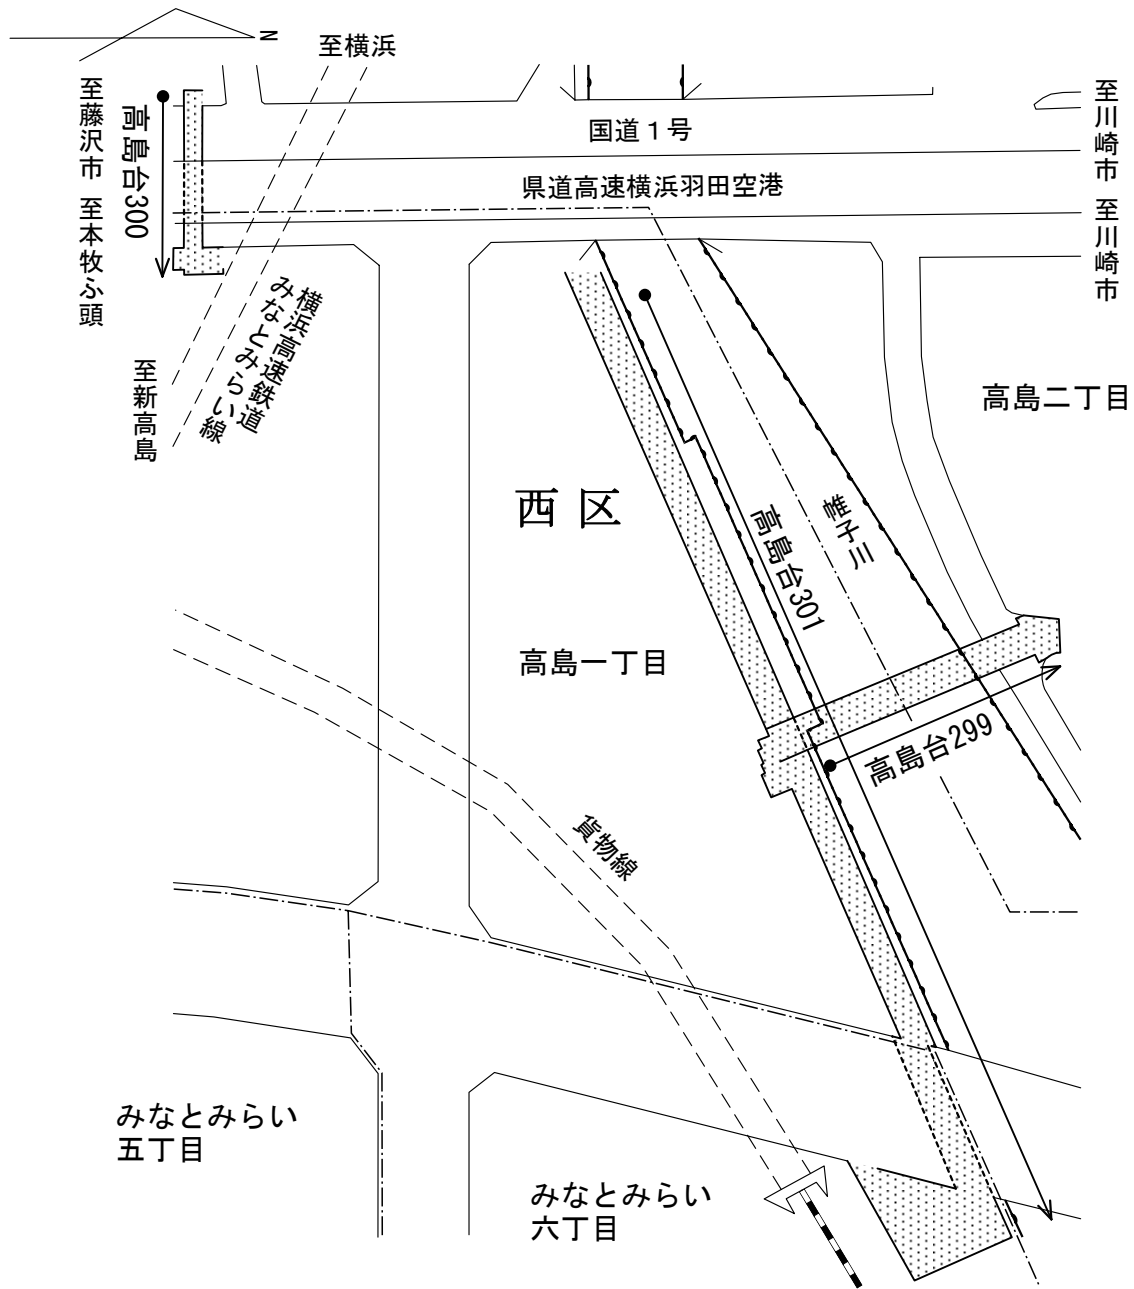 N
至横浜
至藤沢市
至本牧ふ頭
高島台300
国道1号
県道高速横浜羽田空港
至川崎市
至川崎市
横浜高速鉄道
みなとみらい線
至新高島
高島二丁目
西区
帷子川
高島台301
高島一丁目
高島台299
貨物線
みなとみらい
五丁目
みなとみらい
六丁目